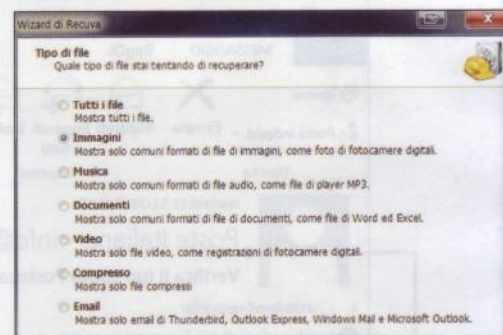 Wizard di Recuva
Tipo di file
Quale tipo di file stai tentando di recuperare?
Tutti i file
Mostra tutti i file.
Immagini
Mostra solo comuni formati di file di immagini, come foto di fotocamere digitali.
Musica
Mostra solo comuni formati di file audio, come file di player MP3.
Documenti
Mostra solo comuni formati di file di documenti, come file di Word ed Excel.
Video
Mostra solo file video, come registrazioni di fotocamere digitali.
Compresso
Mostra solo file compressi
Email
Mostra solo email di Thunderbird, Outlook Express, Windows Mail e Microsoft Outlook.